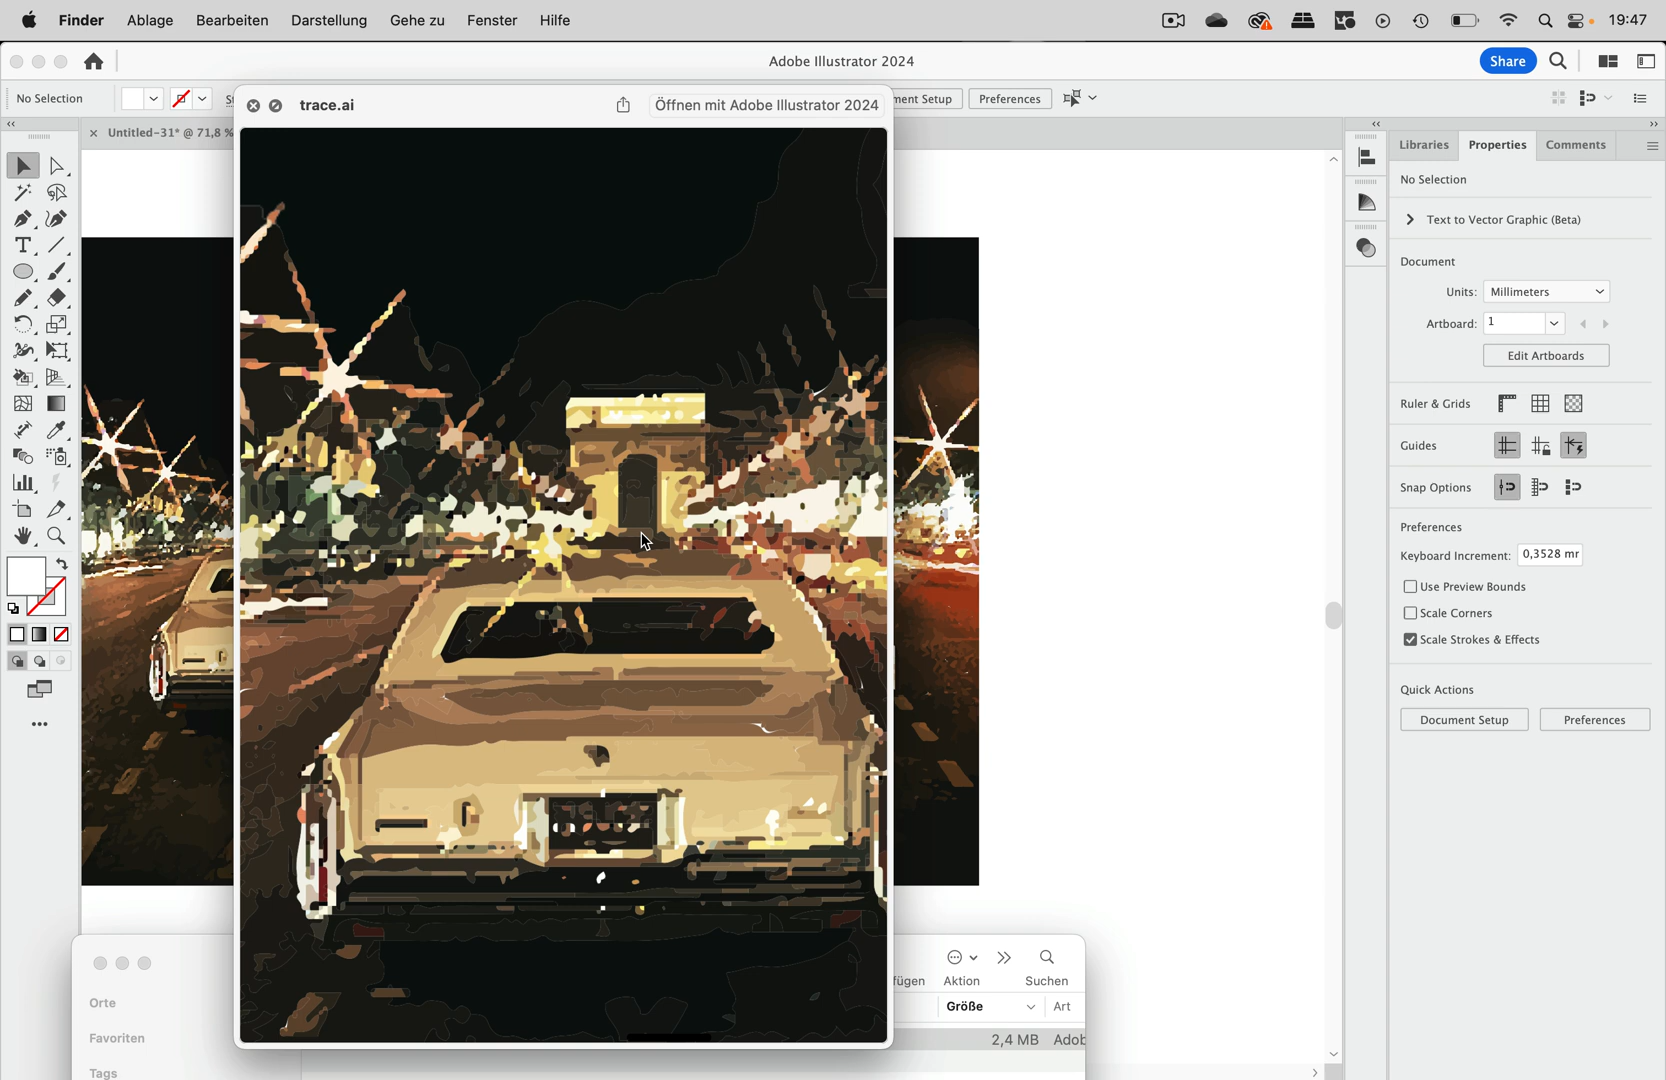 Finder Ablage Bearbeiten Darstellung Gehe zu Fenster Hilfe 19:47
Adobe Illustrator 2024 Share
No Selection
trace.ai Öffnen mit Adobe Illustrator 2024
ment Setup Preferences
Untitled-31* @ 71,8 %
Libraries Properties Comments
No Selection
Text to Vector Graphic (Beta)
Document
Units: Millimeters
Artboard: 1
Edit Artboards
Ruler & Grids
Guides
Snap Options
Preferences
Keyboard Increment: 0,3528 mr
Use Preview Bounds
Scale Corners
Scale Strokes & Effects
Quick Actions
Document Setup Preferences
fügen Aktion Suchen
Orte
Größe Art
Favoriten
2,4 MB Adob
Tags